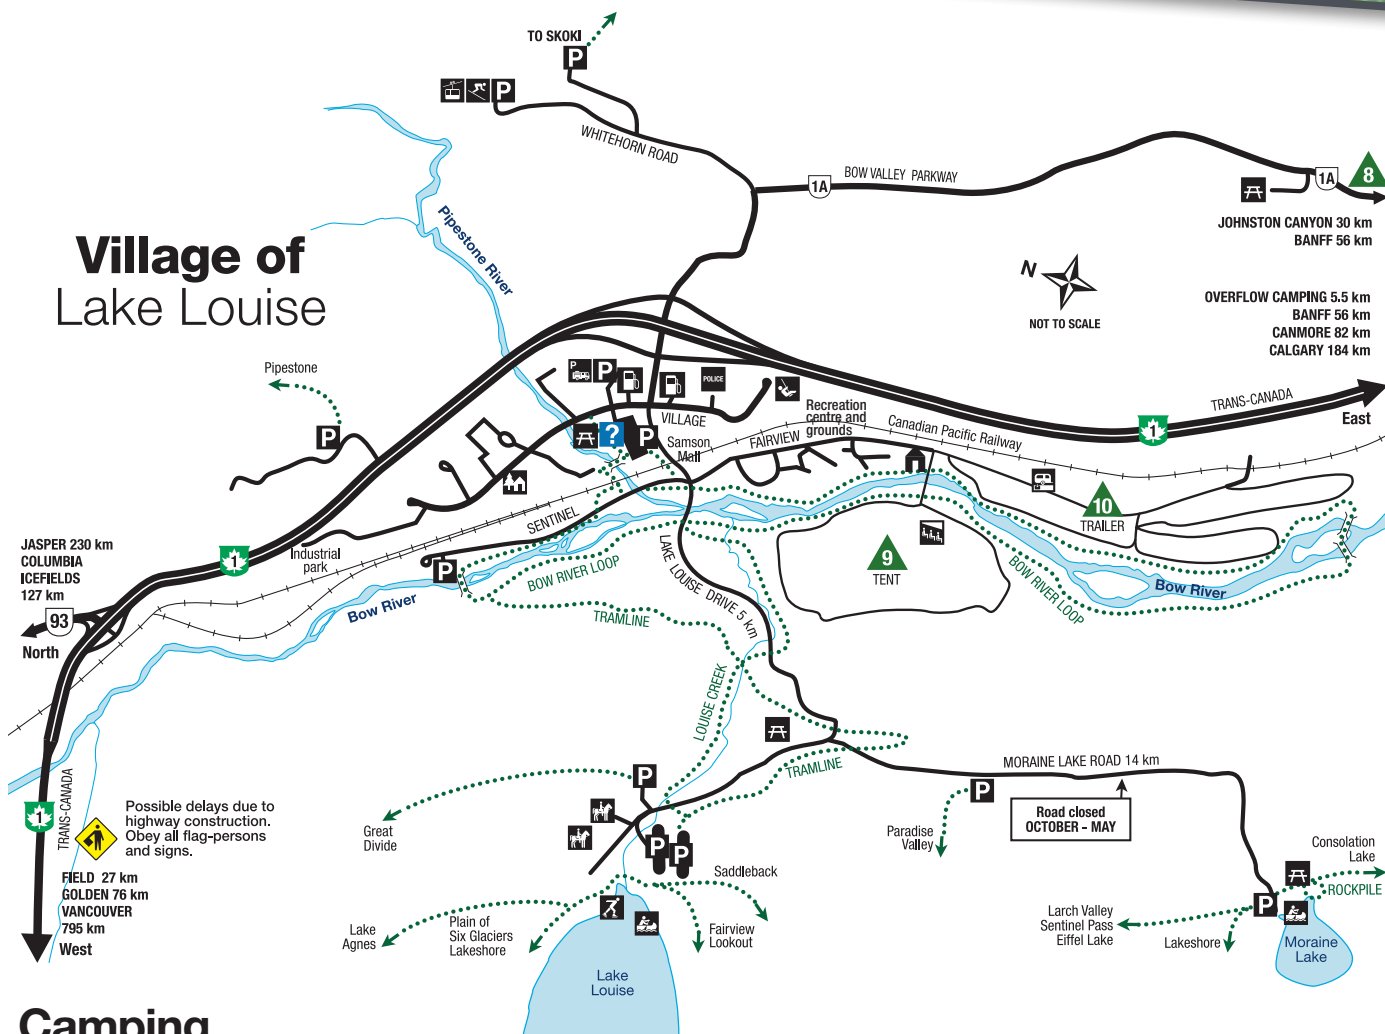 TO SKOKI
P
P
WHITEHORN ROAD
1A
BOW VALLEY PARKWAY
1A
8
JOHNSTON CANYON 30 km
BANFF 56 km
Pipestone River
Village of
Lake Louise
N
NOT TO SCALE
OVERFLOW CAMPING 5.5 km
BANFF 56 km
CANMORE 82 km
CALGARY 184 km
TRANS-CANADA
1
East
Pipestone
P
P
P
POLICE
VILLAGE
?
P
Samson
Mall
FAIRVIEW
Recreation
centre and
grounds
Canadian Pacific Railway
SENTINEL
10
TRAILER
9
TENT
JASPER 230 km
COLUMBIA
ICEFIELDS
127 km
93
North
1
Industrial
park
P
Bow River
BOW RIVER LOOP
TRAMLINE
LAKE LOUISE DRIVE 5 km
BOW RIVER LOOP
Bow River
LOUISE CREEK
TRAMLINE
MORAINE LAKE ROAD 14 km
P
Road closed
OCTOBER – MAY
Paradise
Valley
TRANS-CANADA
1
Possible delays due to
highway construction.
Obey all flag-persons
and signs.
FIELD 27 km
GOLDEN 76 km
VANCOUVER
795 km
West
P
Great
Divide
P
P
Saddleback
Lake
Agnes
Plain of
Six Glaciers
Lakeshore
Fairview
Lookout
Lake
Louise
Consolation
Lake
ROCKPILE
P
Larch Valley
Sentinel Pass
Eiffel Lake
Lakeshore
Moraine
Lake
Camping